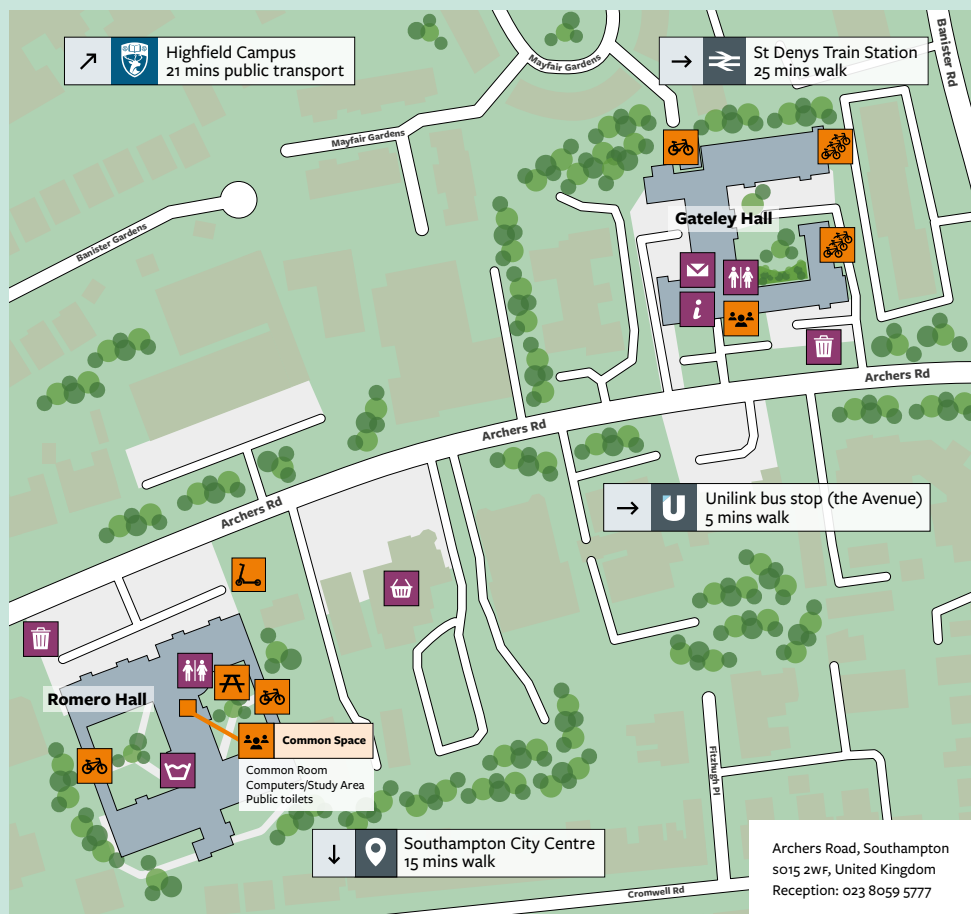 Highfield Campus
21 mins public transport
St Denys Train Station
25 mins walk
Banister Rd
Mayfair Gardens
Mayfair Gardens
Banister Gardens
Gateley Hall
i
Archers Rd
Archers Rd
Archers Rd
U
Unilink bus stop (the Avenue)
5 mins walk
Romero Hall
Common Space
Common Room
Computers/Study Area
Public toilets
Fitzhugh Pl
Southampton City Centre
15 mins walk
Cromwell Rd
Archers Road, Southampton
SO15 2WF, United Kingdom
Reception: 023 8059 5777